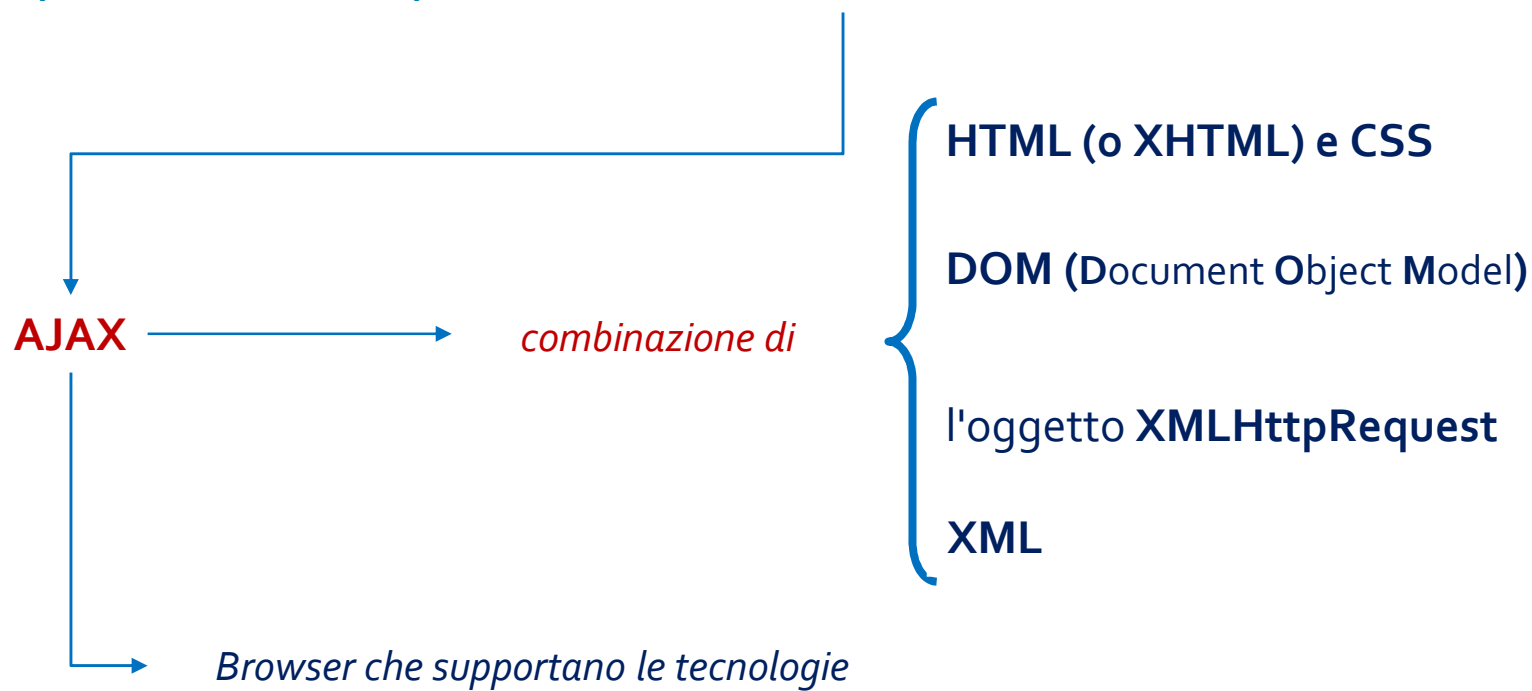 HTML (o XHTML) e CSS
DOM (Document Object Model)
AJAX
combinazione di
l'oggetto XMLHttpRequest
XML
Browser che supportano le tecnologie